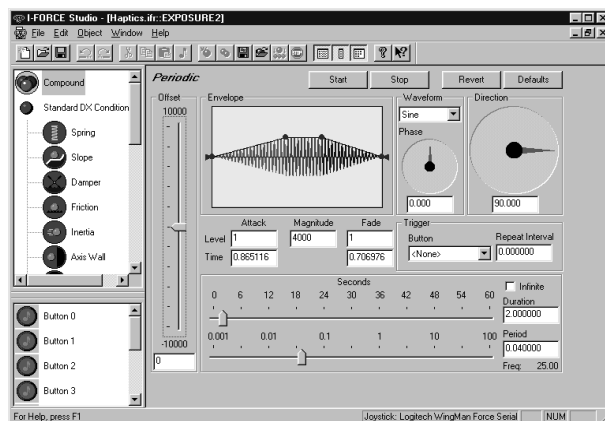 I-FORCE Studio - [Haptics.ifr::EXPOSURE2]
File Edit Object Window Help
Compound
Standard DX Condition
Spring
Slope
Damper
Friction
Inertia
Axis Wall
Button 0
Button 1
Button 2
Button 3
Periodic
Start Stop Revert Defaults
Offset
10000
-10000
0
Envelope
Waveform
Sine
Phase
0.000
Direction
90.000
Attack Magnitude Fade
Level 1 4000 1
Time 0.865116 0.706976
Trigger
Button Repeat Interval
<None> 0.000000
Seconds
0 6 12 18 24 30 36 42 48 54 60
0.001 0.01 0.1 1 10 100
Infinite
Duration
2.000000
Period
0.040000
Freq: 25.00
For Help, press F1
Joystick: Logitech WingMan Force Serial NUM